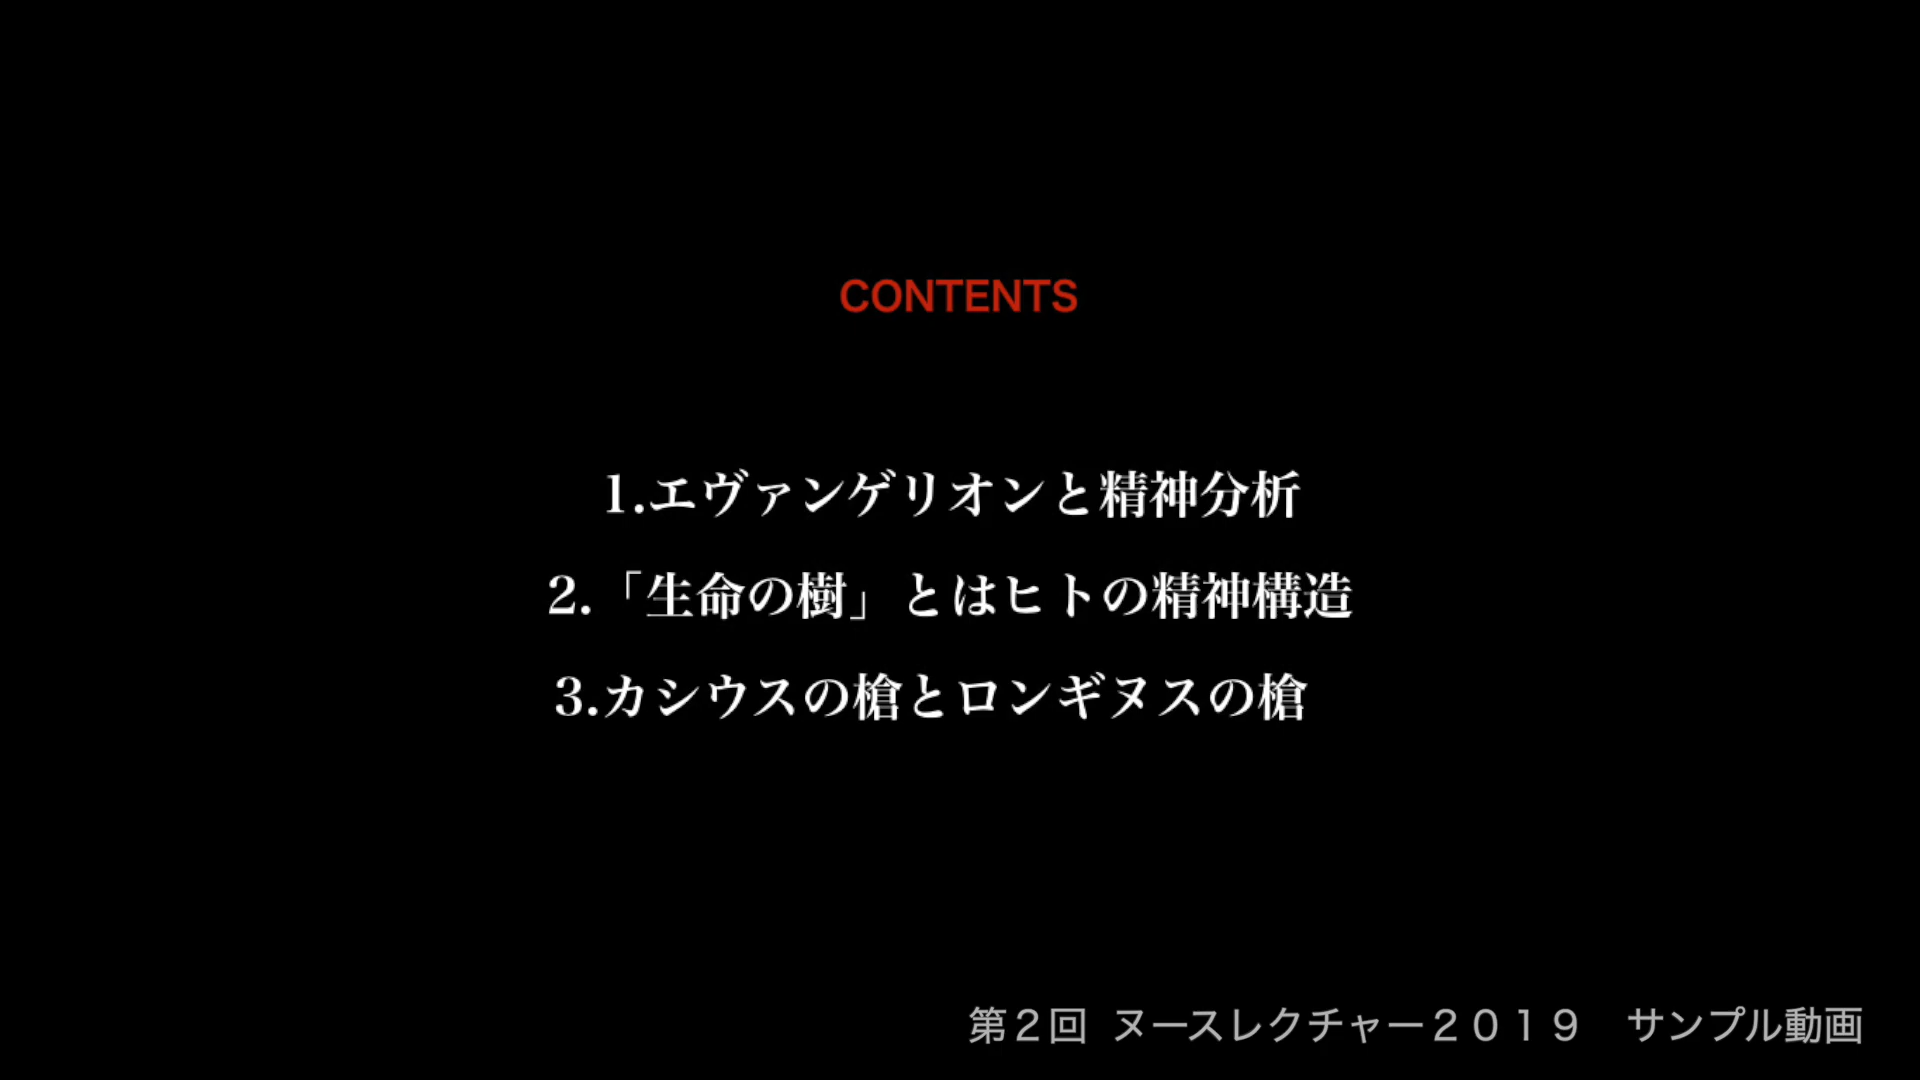 CONTENTS
1.エヴァンゲリオンと精神分析
2.「生命の樹」とはヒトの精神構造
3.カシウスの槍とロンギヌスの槍
第２回 ヌースレクチャー２０１９　サンプル動画